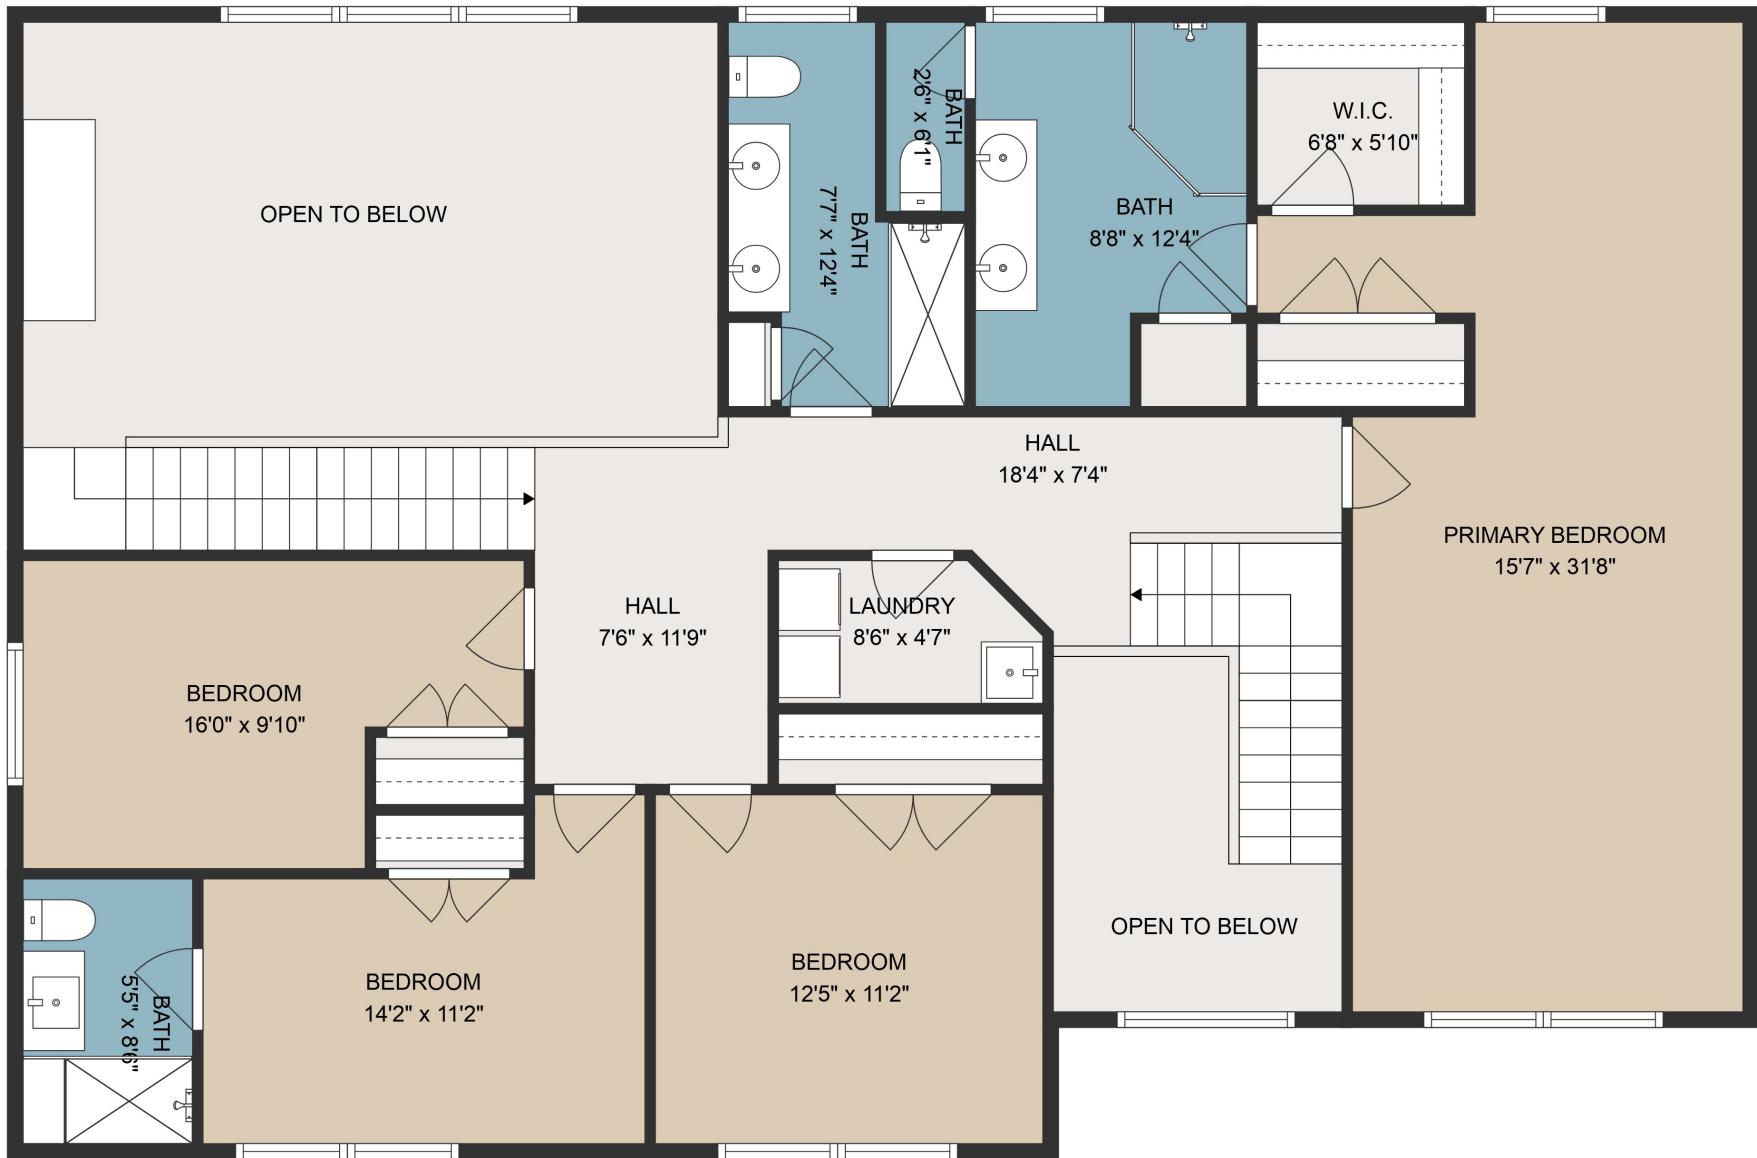 OPEN TO BELOW
BATH
2'6" x 6'1"
W.I.C.
6'8" x 5'10"
BATH
7'7" x 12'4"
BATH
8'8" x 12'4"
HALL
18'4" x 7'4"
PRIMARY BEDROOM
15'7" x 31'8"
HALL
7'6" x 11'9"
LAUNDRY
8'6" x 4'7"
BEDROOM
16'0" x 9'10"
OPEN TO BELOW
BEDROOM
12'5" x 11'2"
BEDROOM
14'2" x 11'2"
BATH
5'5" x 8'6"